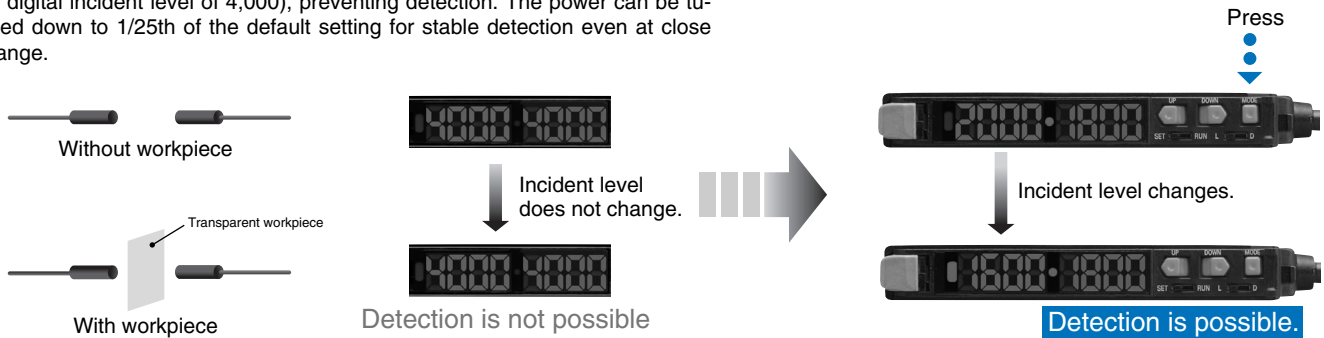 digital incident level of 4,000), preventing detection. The power can be tu-
ed down to 1/25th of the default setting for stable detection even at close
ange.
Press
Without workpiece
4000 4000
Incident level
does not change.
2000 1800
UP DOWN MODE
SET RUN L D
Incident level changes.
Transparent workpiece
With workpiece
4000 4000
Detection is not possible
1600 1800
UP DOWN MODE
SET RUN L D
Detection is possible.